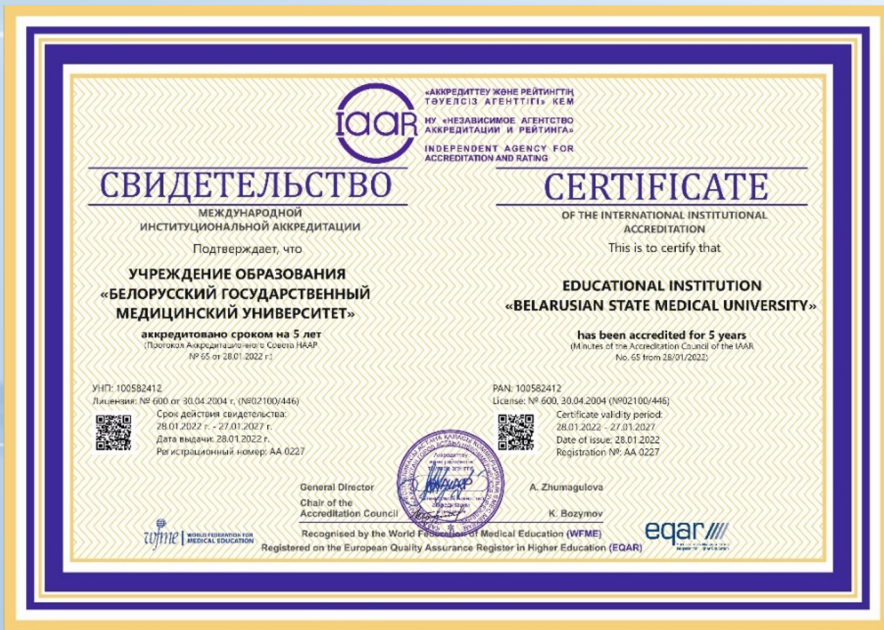 IAAR
«АККРЕДИТТЕУ ЖӘНЕ РЕЙТИНГТІҢ
ТӘУЕЛСІЗ АГЕНТТІГІ» КЕМ
НУ «НЕЗАВИСИМОЕ АГЕНТСТВО
АККРЕДИТАЦИИ И РЕЙТИНГА»
INDEPENDENT AGENCY FOR
ACCREDITATION AND RATING
СВИДЕТЕЛЬСТВО
МЕЖДУНАРОДНОЙ
ИНСТИТУЦИОНАЛЬНОЙ АККРЕДИТАЦИИ
Подтверждает, что
УЧРЕЖДЕНИЕ ОБРАЗОВАНИЯ
«БЕЛОРУССКИЙ ГОСУДАРСТВЕННЫЙ
МЕДИЦИНСКИЙ УНИВЕРСИТЕТ»
аккредитовано сроком на 5 лет
(Протокол Аккредитационного Совета НААР
№ 65 от 28.01.2022 г.)
УНП: 100582412
Лицензия: № 600 от 30.04.2004 г. (№02100/446)
Срок действия свидетельства:
28.01.2022 г. - 27.01.2027 г.
Дата выдачи: 28.01.2022 г.
Регистрационный номер: АА 0227
CERTIFICATE
OF THE INTERNATIONAL INSTITUTIONAL
ACCREDITATION
This is to certify that
EDUCATIONAL INSTITUTION
«BELARUSIAN STATE MEDICAL UNIVERSITY»
has been accredited for 5 years
(Minutes of the Accreditation Council of the IAAR
No. 65 from 28/01/2022)
PAN: 100582412
License: № 600, 30.04.2004 (№02100/446)
Certificate validity period:
28.01.2022 - 27.01.2027
Date of issue: 28.01.2022
Registration №: AA 0227
General Director A. Zhumagulova
Chair of the
Accreditation Council K. Bozymov
wfme WORLD FEDERATION FOR
MEDICAL EDUCATION
Recognised by the World Federation of Medical Education (WFME)
Registered on the European Quality Assurance Register in Higher Education (EQAR)
eqar